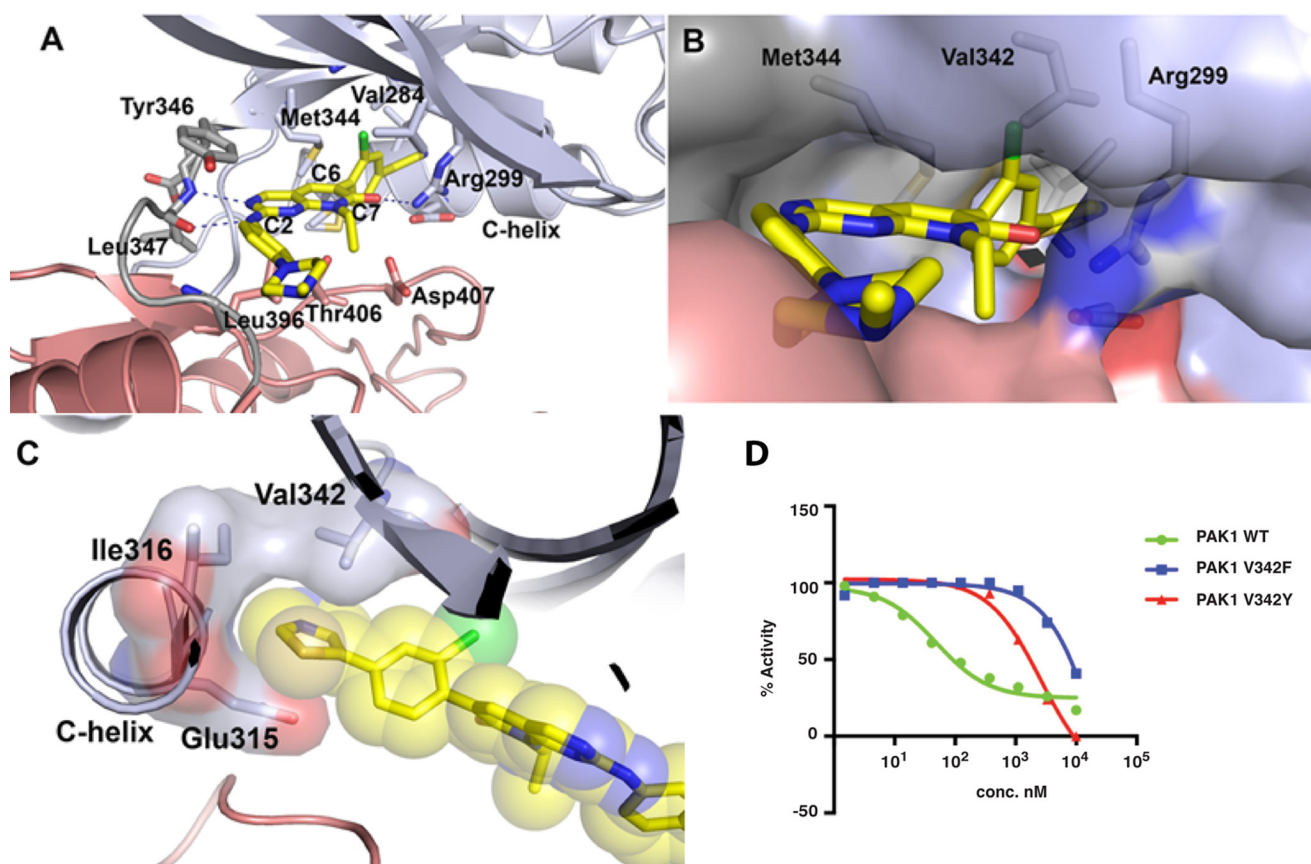 A
Tyr346
Met344
Val284
C6
Arg299
C7
C-helix
C2
Leu347
Asp407
Leu396
Thr406
B
Met344
Val342
Arg299
C
Val342
Ile316
C-helix
Glu315
D
150
100
50
0
-50
% Activity
10¹ 10² 10³ 10⁴ 10⁵
conc. nM
PAK1 WT
PAK1 V342F
PAK1 V342Y